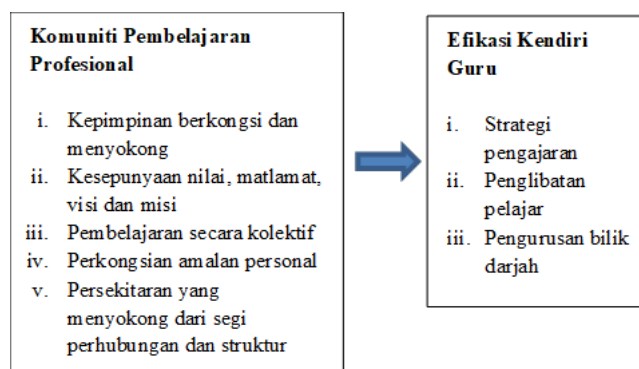 Komuniti Pembelajaran
Profesional
i. Kepimpinan berkongsi dan
menyokong
ii. Kesepunyaan nilai, matlamat,
visi dan misi
iii. Pembelajaran secara kolektif
iv. Perkongsian amalan personal
v. Persekitaran yang
menyokong dari segi
perhubungan dan struktur
Efikasi Kendiri
Guru
i. Strategi
pengajaran
ii. Penglibatan
pelajar
iii. Pengurusan bilik
darjah